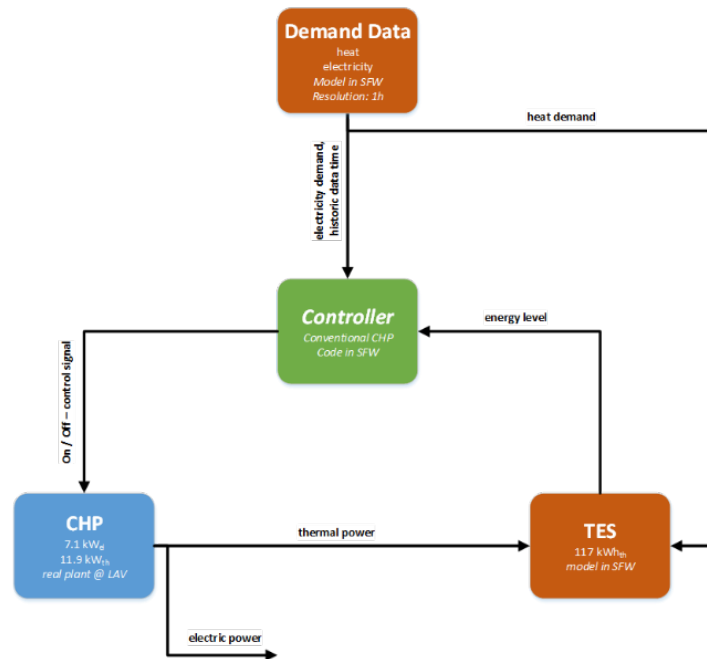 Demand Data
heat
electricity
Model in SFW
Resolution: 1h
heat demand
electricity demand,
historic data time
Controller
Conventional CHP
Code in SFW
energy level
On / Off – control signal
CHP
7.1 kWel
11.9 kWth
real plant @ LAV
thermal power
TES
117 kWhth
model in SFW
electric power